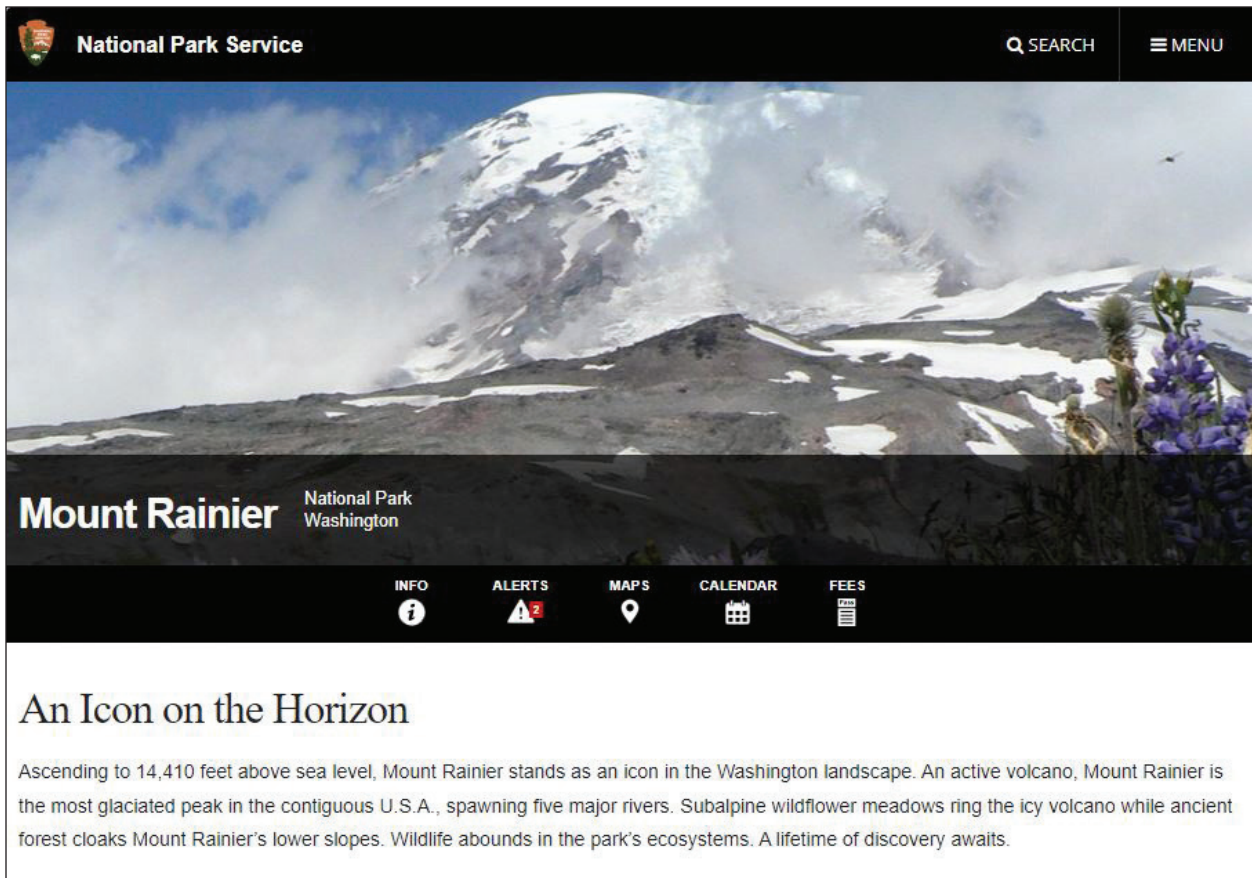 National Park Service
SEARCH
MENU
Mount Rainier
National Park
Washington
INFO
ALERTS
2
MAPS
CALENDAR
FEES
Pass
An Icon on the Horizon
Ascending to 14,410 feet above sea level, Mount Rainier stands as an icon in the Washington landscape. An active volcano, Mount Rainier is
the most glaciated peak in the contiguous U.S.A., spawning five major rivers. Subalpine wildflower meadows ring the icy volcano while ancient
forest cloaks Mount Rainier’s lower slopes. Wildlife abounds in the park’s ecosystems. A lifetime of discovery awaits.